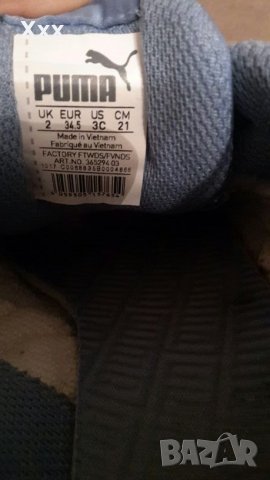 Xxx
PUMA
UK EUR US CM
2 34.5 3C 21
Made in Vietnam
Fabriqué au Vietnam
FACTORY FTWDS/FVNDS
ART.NO. 365294 03
BAZAR